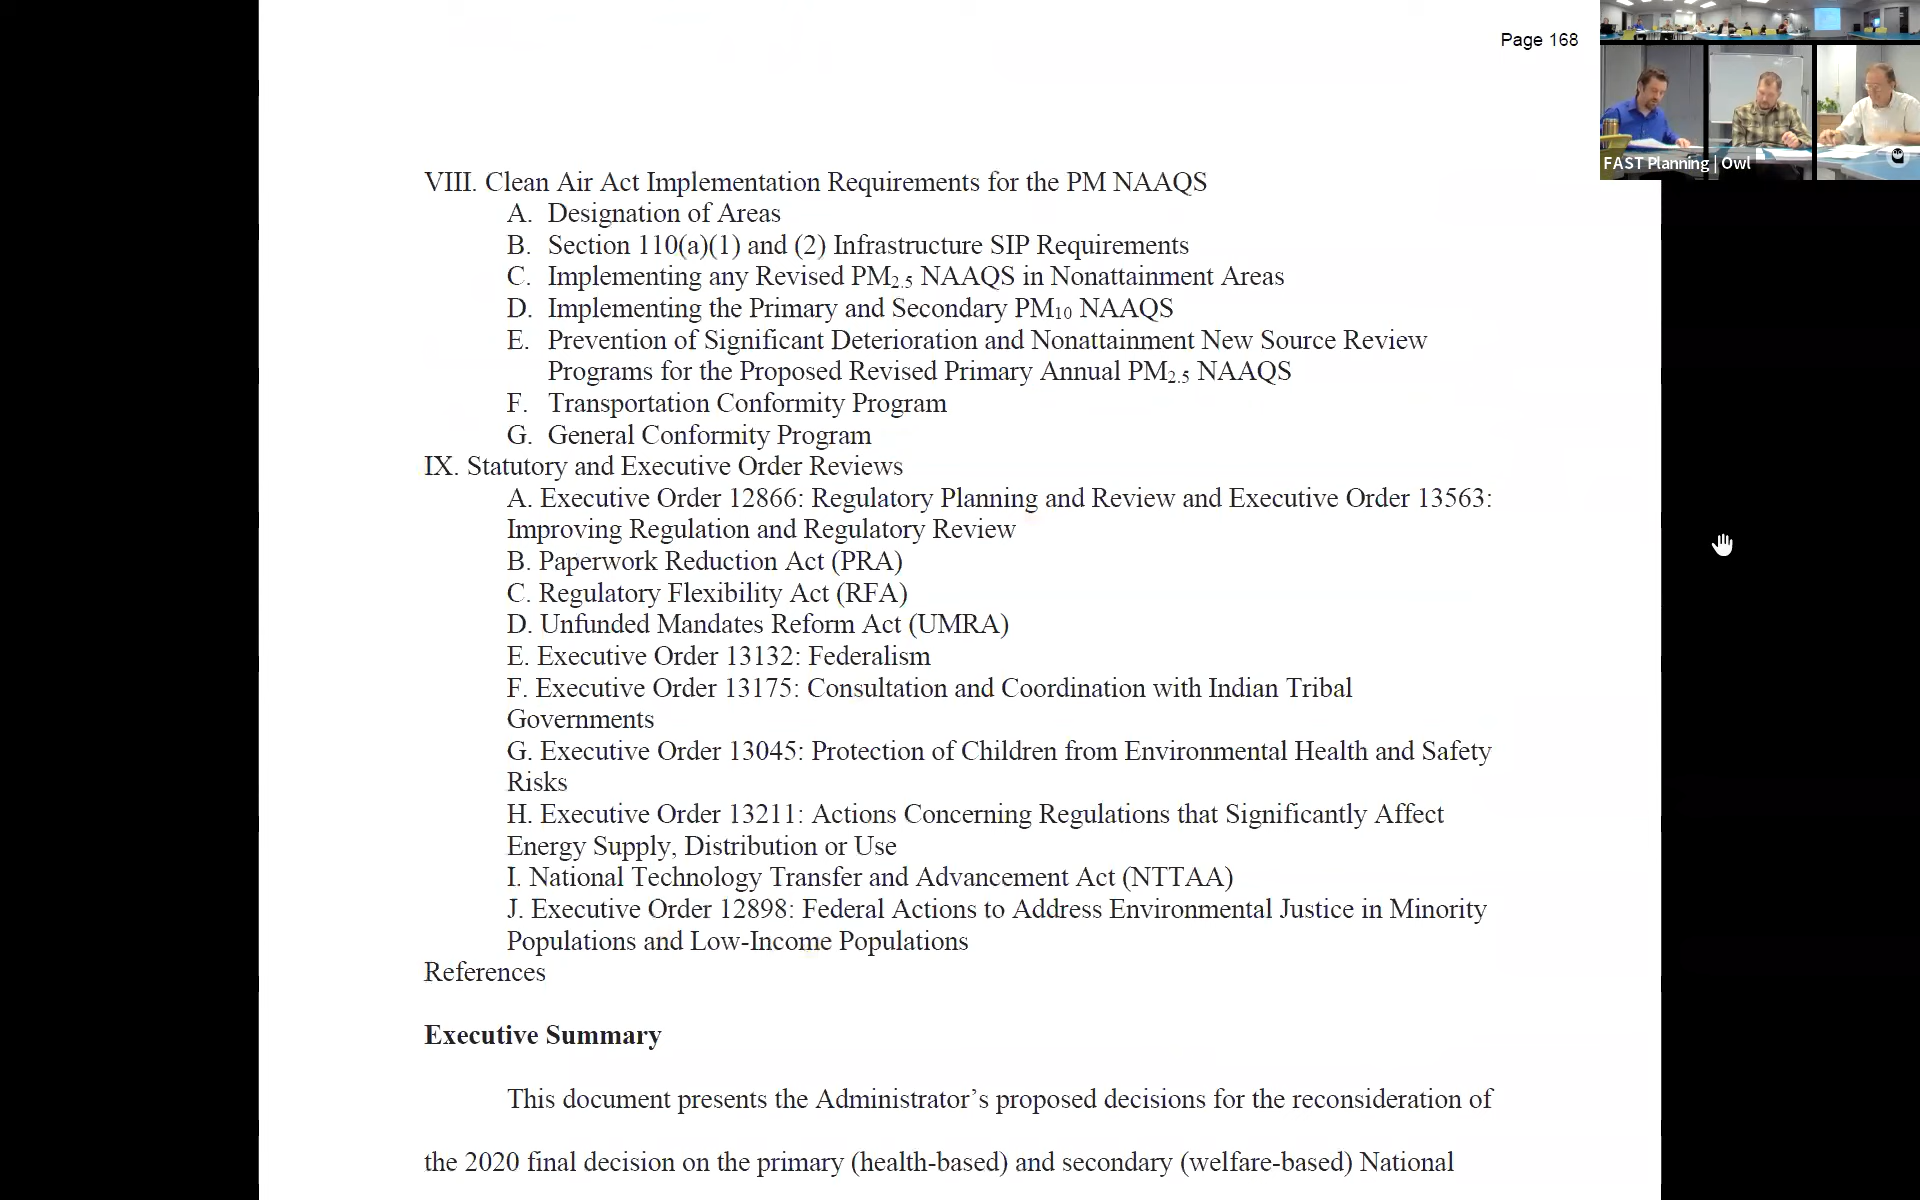 Page 168
FAST Planning | Owl
VIII. Clean Air Act Implementation Requirements for the PM NAAQS
A. Designation of Areas
B. Section 110(a)(1) and (2) Infrastructure SIP Requirements
C. Implementing any Revised PM2.5 NAAQS in Nonattainment Areas
D. Implementing the Primary and Secondary PM10 NAAQS
E. Prevention of Significant Deterioration and Nonattainment New Source Review
Programs for the Proposed Revised Primary Annual PM2.5 NAAQS
F. Transportation Conformity Program
G. General Conformity Program
IX. Statutory and Executive Order Reviews
A. Executive Order 12866: Regulatory Planning and Review and Executive Order 13563:
Improving Regulation and Regulatory Review
B. Paperwork Reduction Act (PRA)
C. Regulatory Flexibility Act (RFA)
D. Unfunded Mandates Reform Act (UMRA)
E. Executive Order 13132: Federalism
F. Executive Order 13175: Consultation and Coordination with Indian Tribal
Governments
G. Executive Order 13045: Protection of Children from Environmental Health and Safety
Risks
H. Executive Order 13211: Actions Concerning Regulations that Significantly Affect
Energy Supply, Distribution or Use
I. National Technology Transfer and Advancement Act (NTTAA)
J. Executive Order 12898: Federal Actions to Address Environmental Justice in Minority
Populations and Low-Income Populations
References
Executive Summary
This document presents the Administrator’s proposed decisions for the reconsideration of
the 2020 final decision on the primary (health-based) and secondary (welfare-based) National